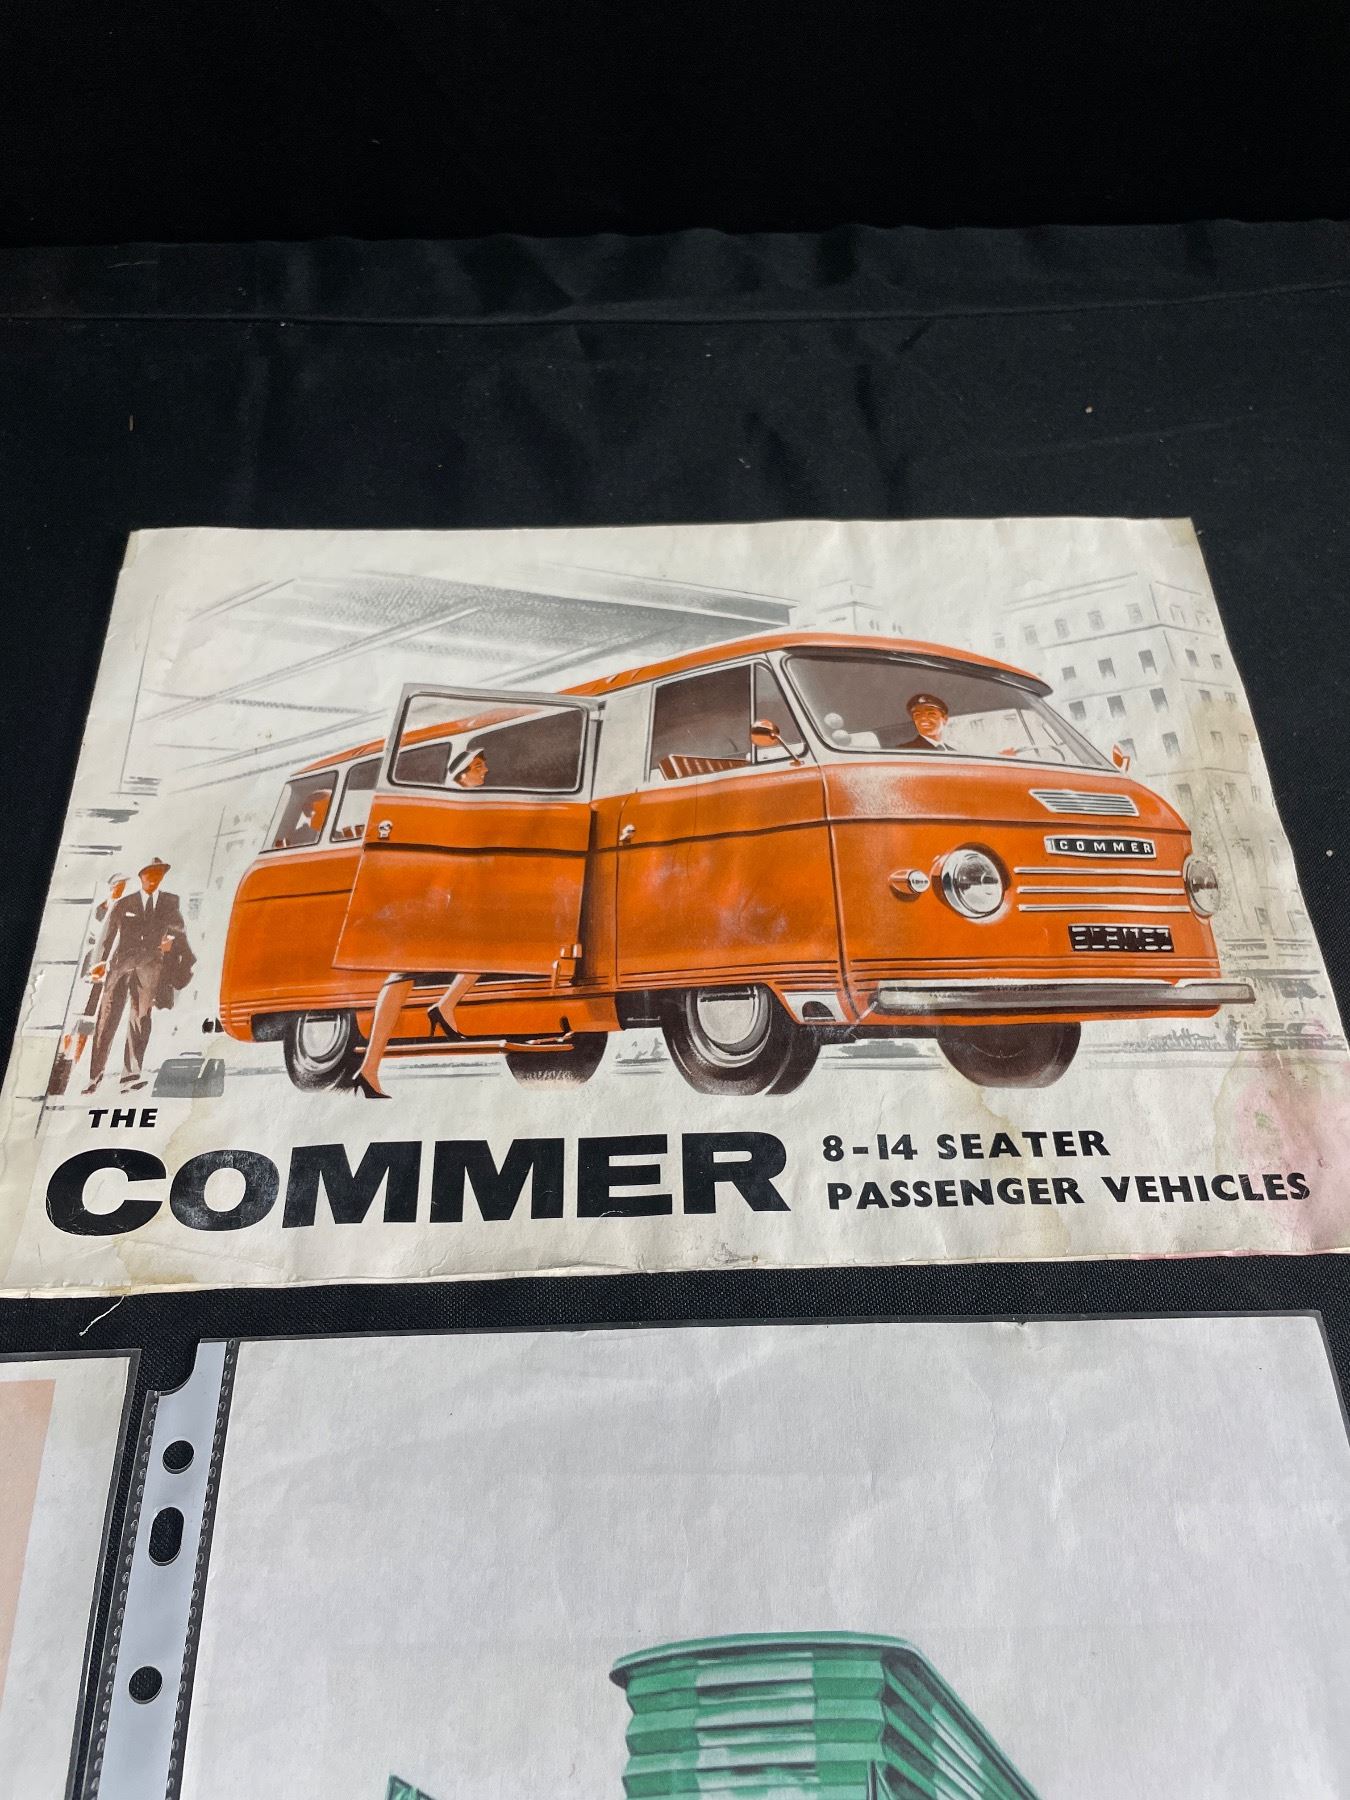 COMMER
THE
COMMER
8-14 SEATER
PASSENGER VEHICLES